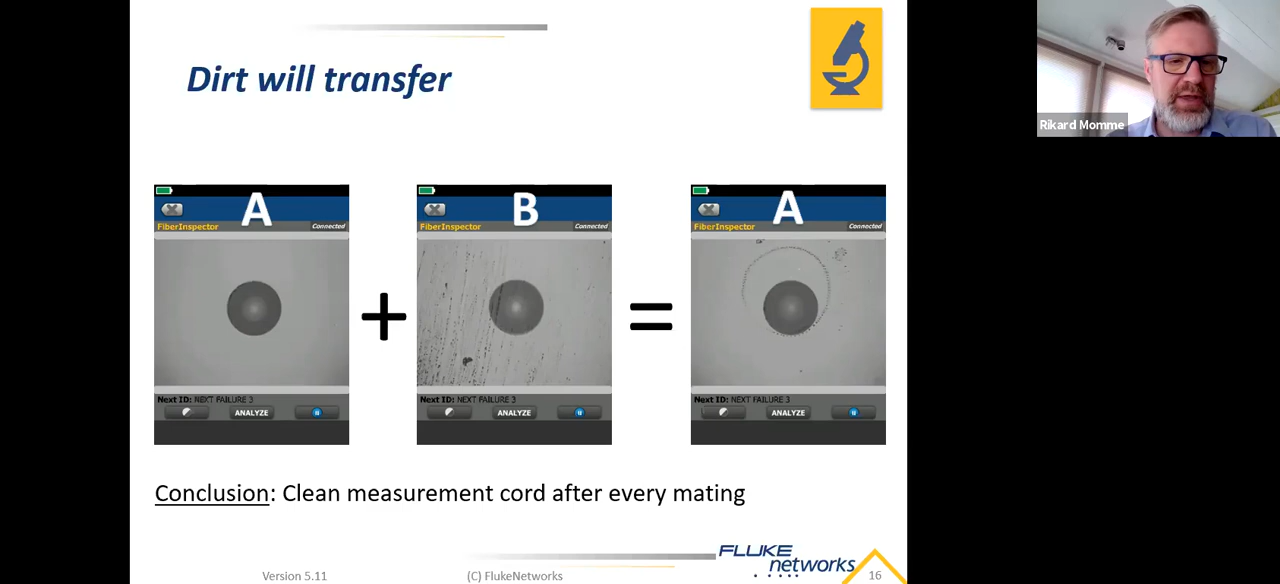 Dirt will transfer
Rikard Momme
A
FiberInspector
Connected
Next ID: NEXT FAILURE 3
ANALYZE
+
B
FiberInspector
Connected
Next ID: NEXT FAILURE 3
ANALYZE
=
A
FiberInspector
Connected
Next ID: NEXT FAILURE 3
ANALYZE
Conclusion: Clean measurement cord after every mating
FLUKE
networks
Version 5.11
(C) FlukeNetworks
16